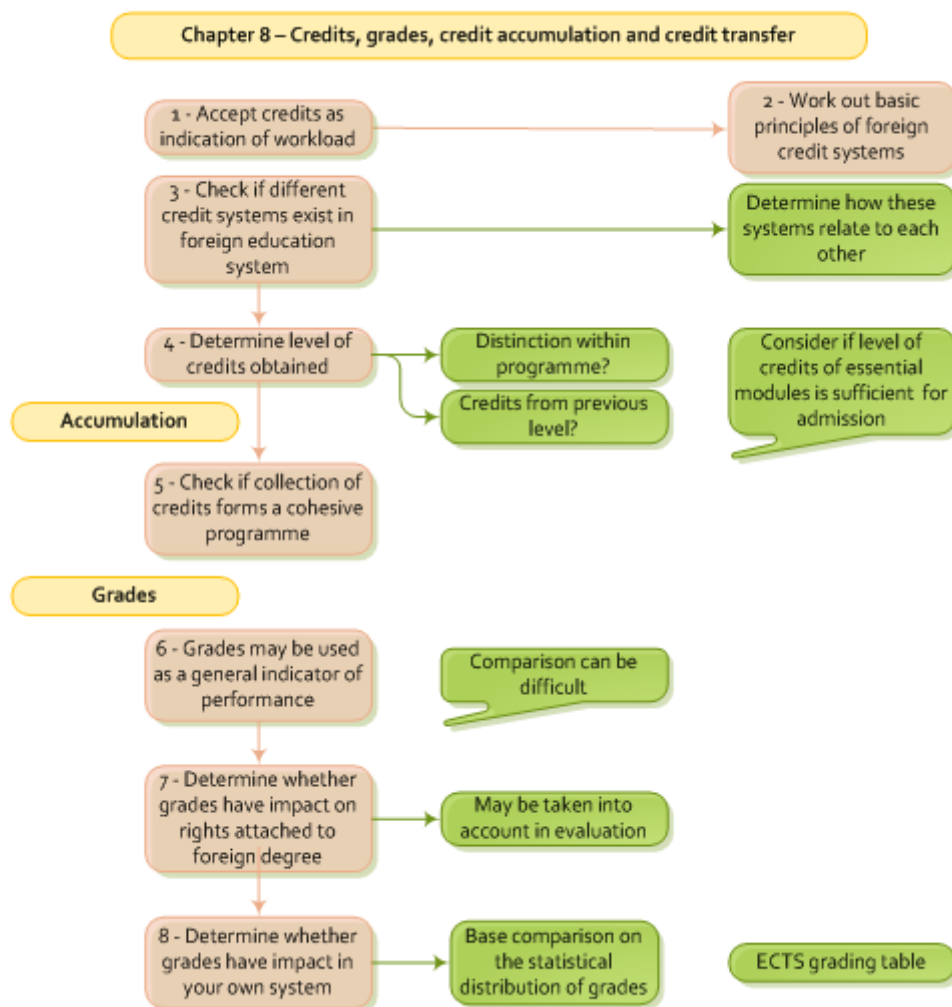 Chapter 8 – Credits, grades, credit accumulation and credit transfer
1 - Accept credits as
indication of workload
2 - Work out basic
principles of foreign
credit systems
3 - Check if different
credit systems exist in
foreign education
system
Determine how these
systems relate to each
other
4 - Determine level of
credits obtained
Distinction within
programme?
Credits from previous
level?
Consider if level of
credits of essential
modules is sufficient for
admission
Accumulation
5 - Check if collection of
credits forms a cohesive
programme
Grades
6 - Grades may be used
as a general indicator of
performance
Comparison can be
difficult
7 - Determine whether
grades have impact on
rights attached to
foreign degree
May be taken into
account in evaluation
8 - Determine whether
grades have impact in
your own system
Base comparison on
the statistical
distribution of grades
ECTS grading table